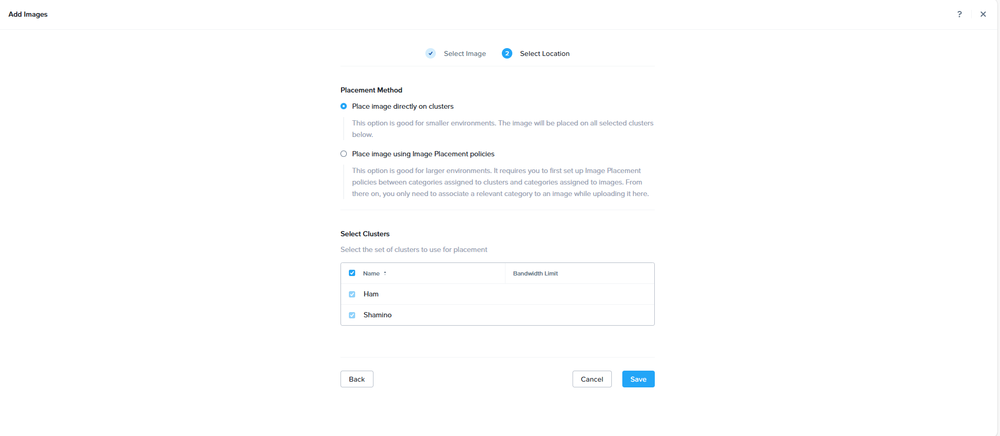 Add Images
?
Select Image
2 Select Location
Placement Method
Place image directly on clusters
This option is good for smaller environments. The image will be placed on all selected clusters
below.
Place image using Image Placement policies
This option is good for larger environments. It requires you to first set up Image Placement
policies between categories assigned to clusters and categories assigned to images. From
there on, you only need to associate a relevant category to an image while uploading it here.
Select Clusters
Select the set of clusters to use for placement
Name Bandwidth Limit
Ham
Shamino
Back Cancel Save